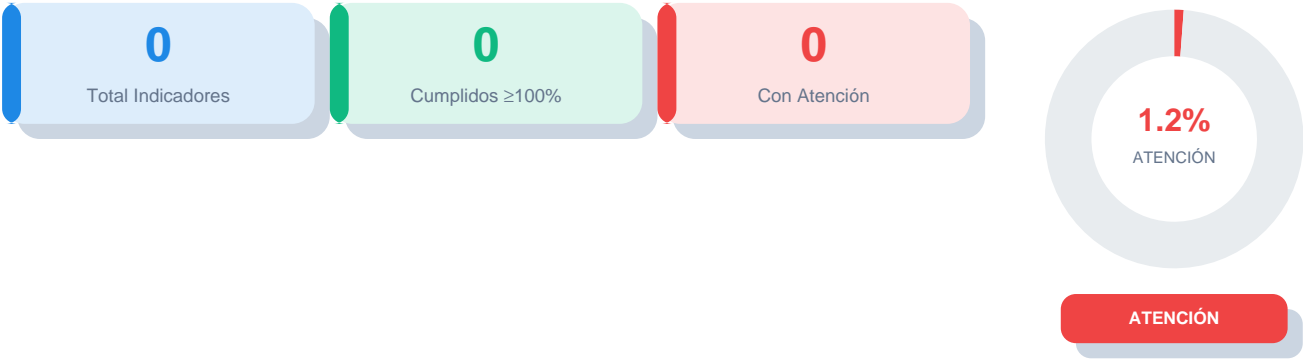 0
Total Indicadores
0
Cumplidos ≥100%
0
Con Atención
1.2%
ATENCIÓN
ATENCIÓN